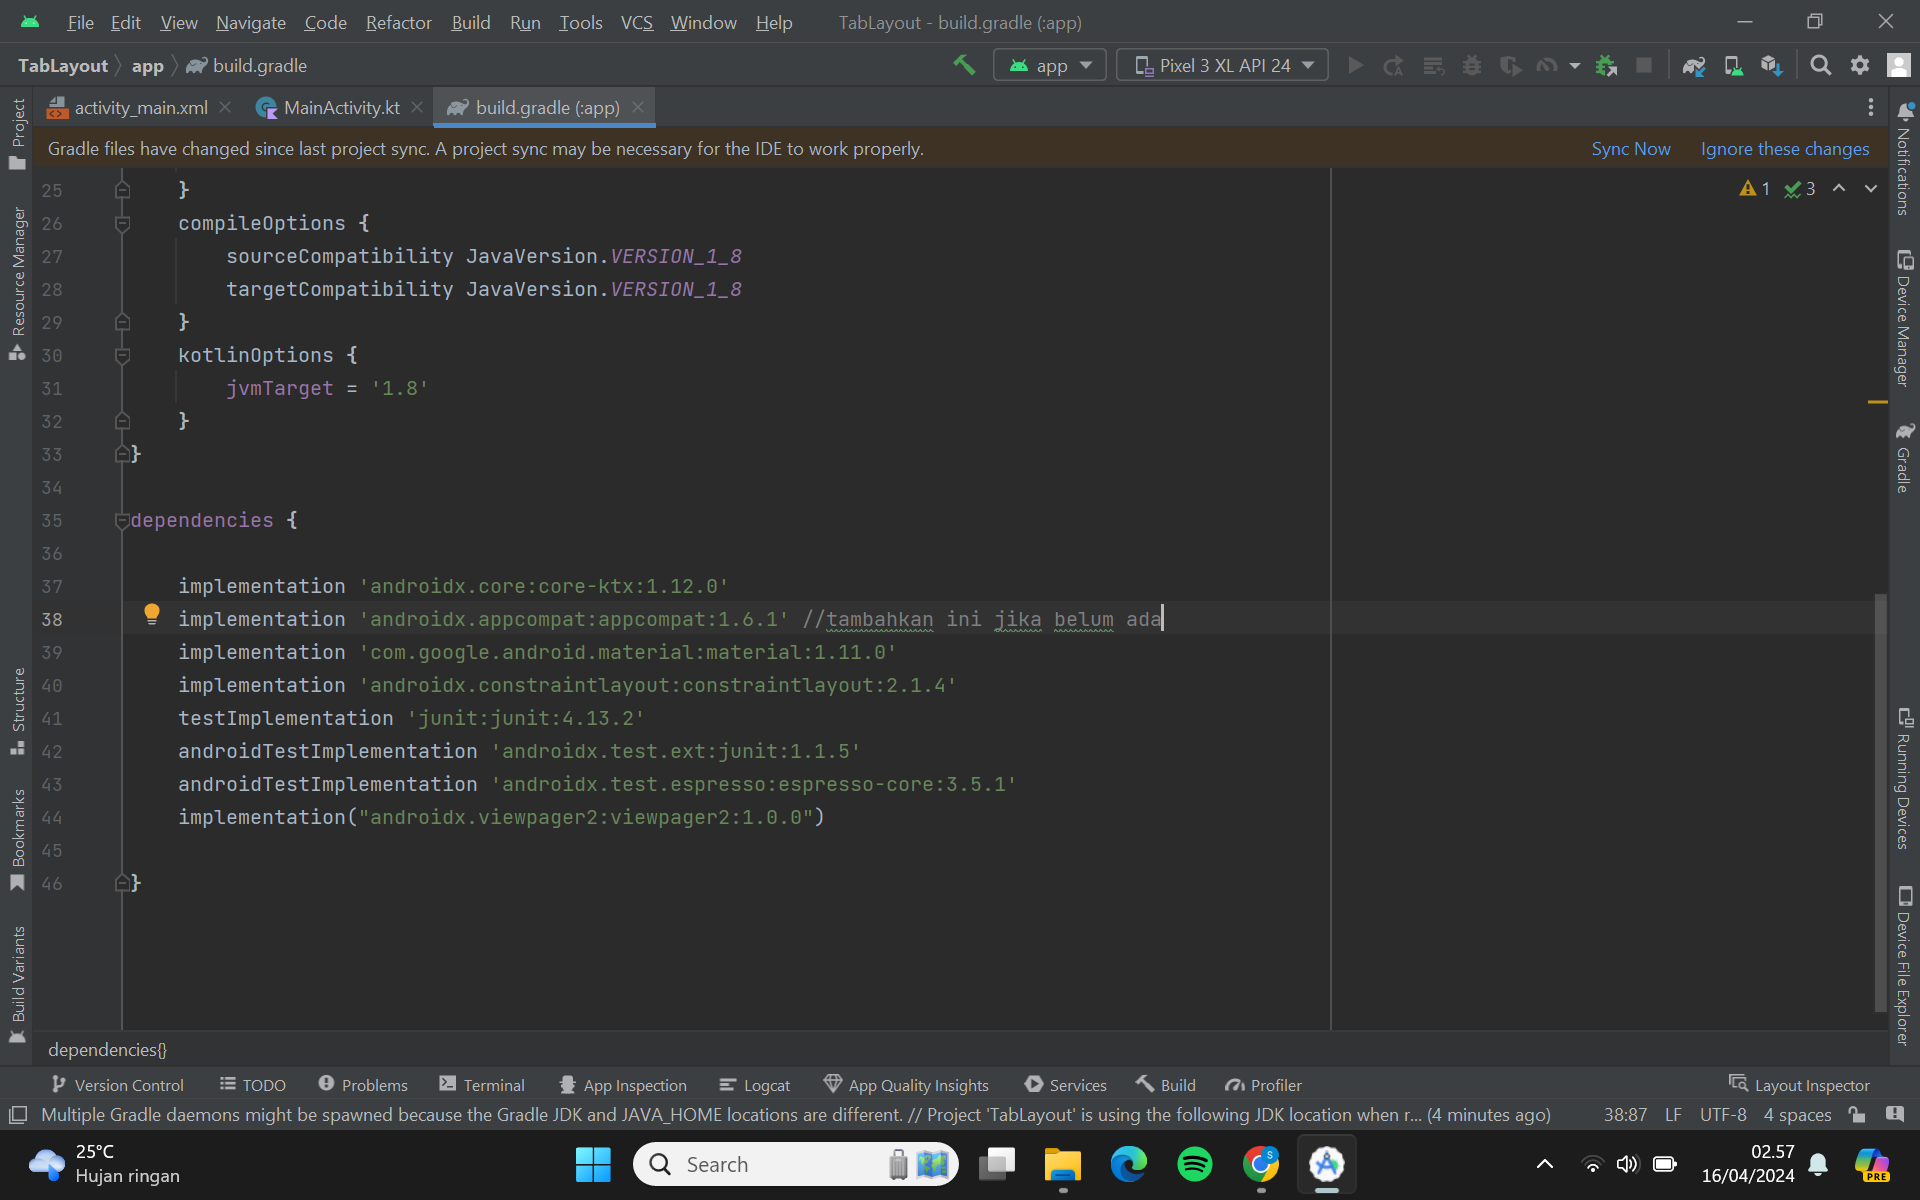 File Edit View Navigate Code Refactor Build Run Tools VCS Window Help TabLayout - build.gradle (:app)
TabLayout app build.gradle app Pixel 3 XL API 24
activity_main.xml MainActivity.kt build.gradle (:app)
Gradle files have changed since last project sync. A project sync may be necessary for the IDE to work properly. Sync Now Ignore these changes
1 3
25 }
26 compileOptions {
27 sourceCompatibility JavaVersion.VERSION_1_8
28 targetCompatibility JavaVersion.VERSION_1_8
29 }
30 kotlinOptions {
31 jvmTarget = '1.8'
32 }
33 }
34
35 dependencies {
36
37 implementation 'androidx.core:core-ktx:1.12.0'
38 implementation 'androidx.appcompat:appcompat:1.6.1' //tambahkan ini jika belum ada
39 implementation 'com.google.android.material:material:1.11.0'
40 implementation 'androidx.constraintlayout:constraintlayout:2.1.4'
41 testImplementation 'junit:junit:4.13.2'
42 androidTestImplementation 'androidx.test.ext:junit:1.1.5'
43 androidTestImplementation 'androidx.test.espresso:espresso-core:3.5.1'
44 implementation("androidx.viewpager2:viewpager2:1.0.0")
45
46 }
Project
Resource Manager
Structure
Bookmarks
Build Variants
Notifications
Device Manager
Gradle
Running Devices
Device File Explorer
dependencies{}
Version Control TODO Problems Terminal App Inspection Logcat App Quality Insights Services Build Profiler Layout Inspector
Multiple Gradle daemons might be spawned because the Gradle JDK and JAVA_HOME locations are different. // Project 'TabLayout' is using the following JDK location when r... (4 minutes ago) 38:87 LF UTF-8 4 spaces
25°C
Hujan ringan
Search
S
02.57
16/04/2024
PRE